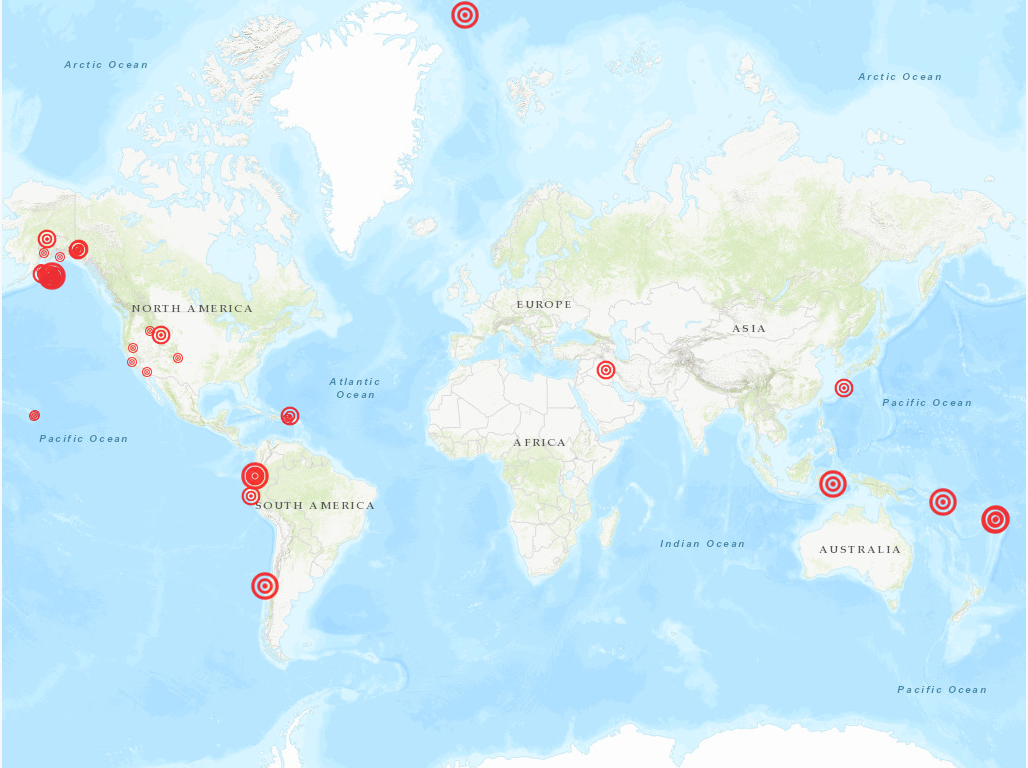 Arctic Ocean
Arctic Ocean
NORTH AMERICA
EUROPE
ASIA
Atlantic
Ocean
Pacific Ocean
Pacific Ocean
AFRICA
SOUTH AMERICA
Indian Ocean
AUSTRALIA
Pacific Ocean